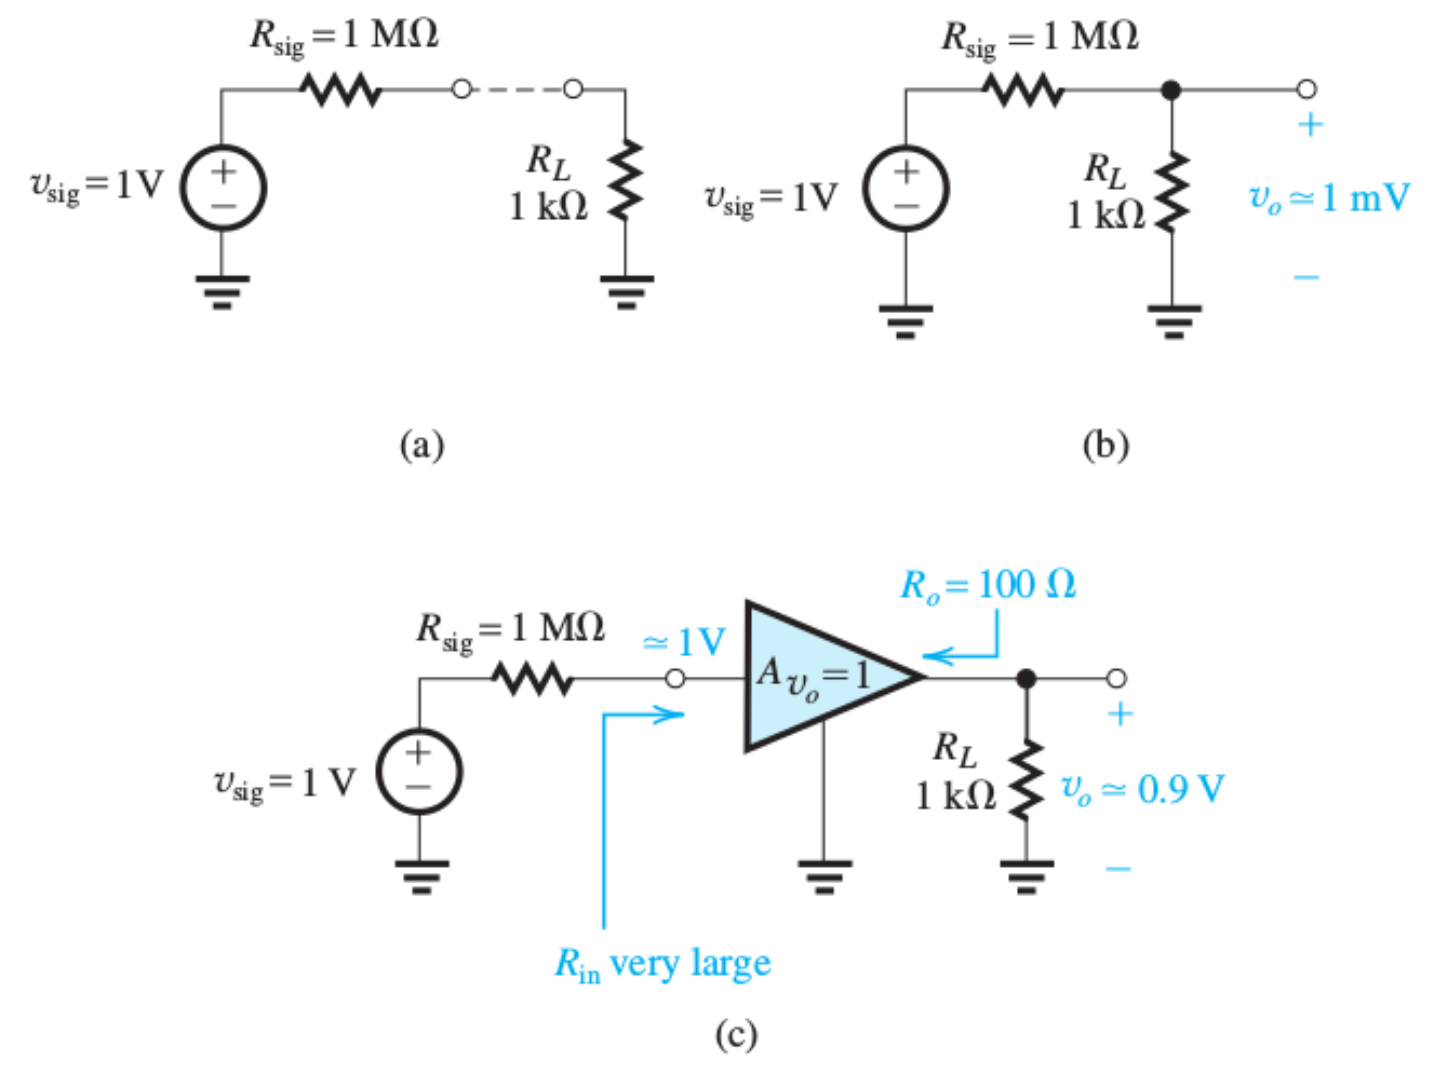 R_sig = 1 MΩ
v_sig = 1V
+
−
R_L
1 kΩ
(a)
R_sig = 1 MΩ
v_sig = 1V
+
−
R_L
1 kΩ
+
v_o ≃ 1 mV
−
(b)
R_o = 100 Ω
R_sig = 1 MΩ
≃ 1V
A_v_o = 1
v_sig = 1 V
+
−
R_L
1 kΩ
+
v_o ≃ 0.9 V
−
R_in very large
(c)